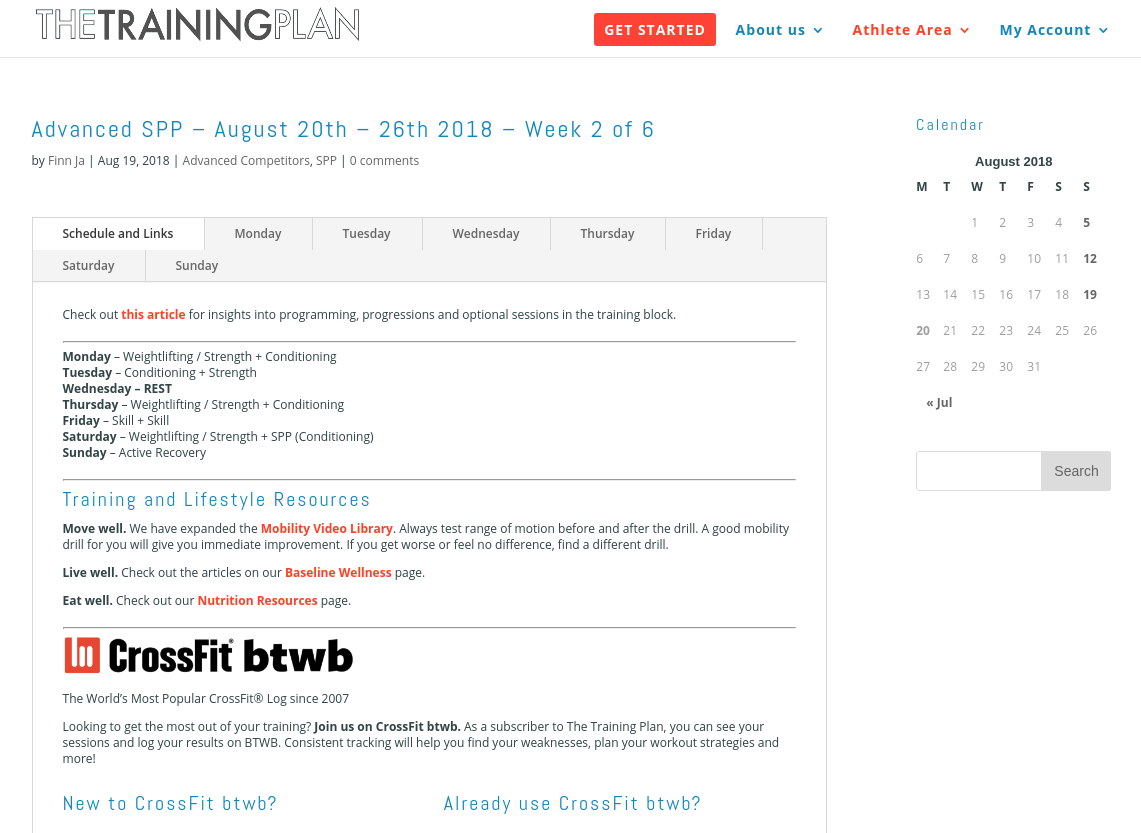 THETRAININGPLAN
GET STARTED About us Athlete Area My Account
Advanced SPP – August 20th – 26th 2018 – Week 2 of 6
by Finn Ja | Aug 19, 2018 | Advanced Competitors, SPP | 0 comments
Schedule and Links Monday Tuesday Wednesday Thursday Friday
Saturday Sunday
Check out this article for insights into programming, progressions and optional sessions in the training block.
Monday – Weightlifting / Strength + Conditioning
Tuesday – Conditioning + Strength
Wednesday – REST
Thursday – Weightlifting / Strength + Conditioning
Friday – Skill + Skill
Saturday – Weightlifting / Strength + SPP (Conditioning)
Sunday – Active Recovery
Training and Lifestyle Resources
Move well. We have expanded the Mobility Video Library. Always test range of motion before and after the drill. A good mobility
drill for you will give you immediate improvement. If you get worse or feel no difference, find a different drill.
Live well. Check out the articles on our Baseline Wellness page.
Eat well. Check out our Nutrition Resources page.
CrossFit® btwb
The World’s Most Popular CrossFit® Log since 2007
Looking to get the most out of your training? Join us on CrossFit btwb. As a subscriber to The Training Plan, you can see your
sessions and log your results on BTWB. Consistent tracking will help you find your weaknesses, plan your workout strategies and
more!
New to CrossFit btwb? Already use CrossFit btwb?
Calendar
August 2018
M T W T F S S
1 2 3 4 5
6 7 8 9 10 11 12
13 14 15 16 17 18 19
20 21 22 23 24 25 26
27 28 29 30 31
« Jul
Search